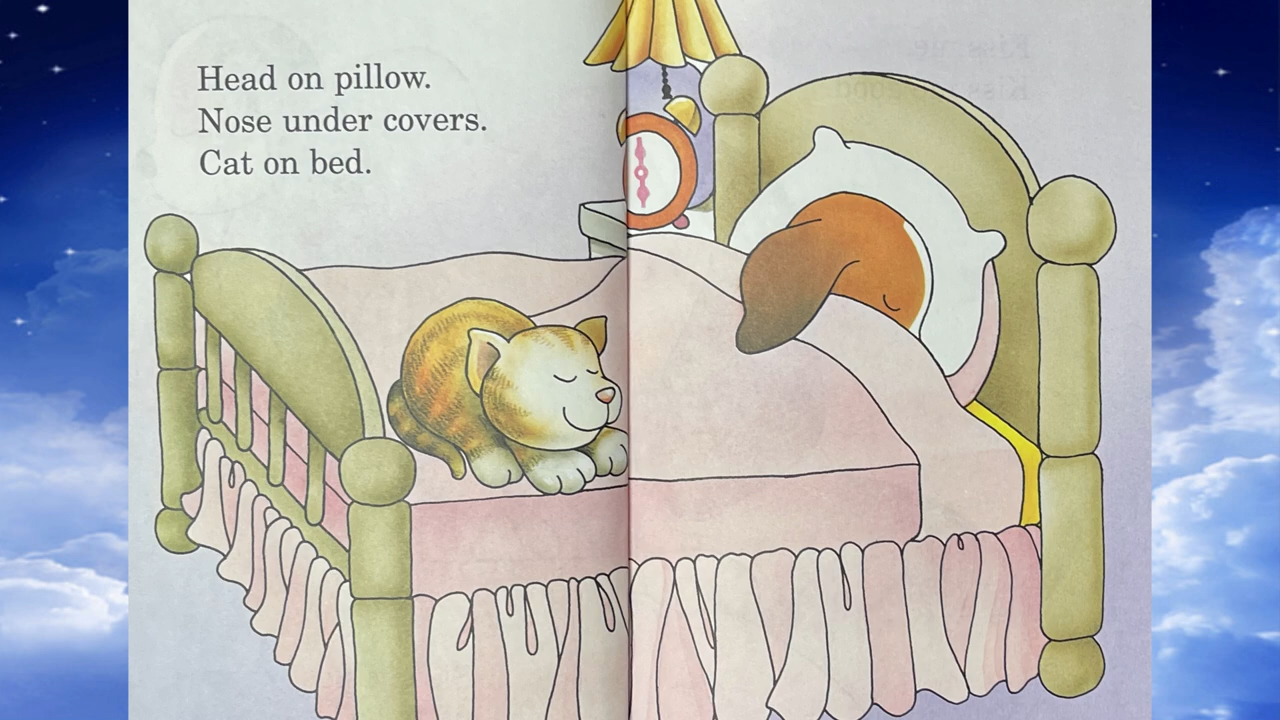 Head on pillow.
Nose under covers.
Cat on bed.